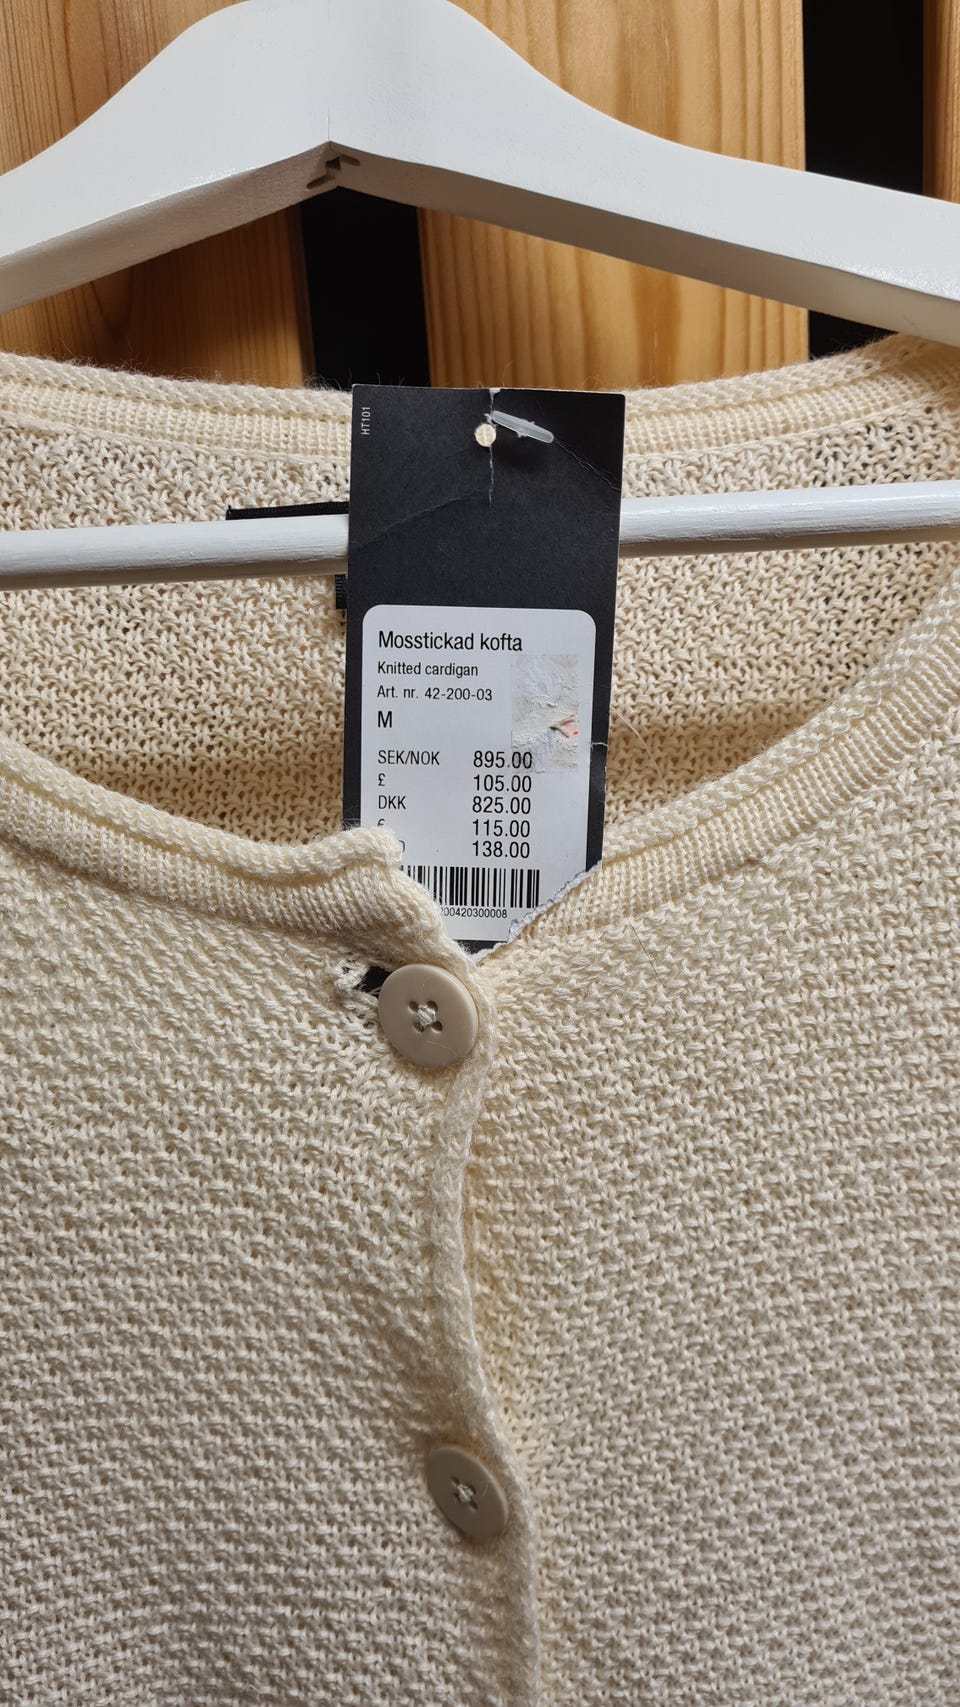 HT101
Mosstickad kofta
Knitted cardigan
Art. nr. 42-200-03
M
SEK/NOK 895.00
£ 105.00
DKK 825.00
115.00
138.00
200420300008